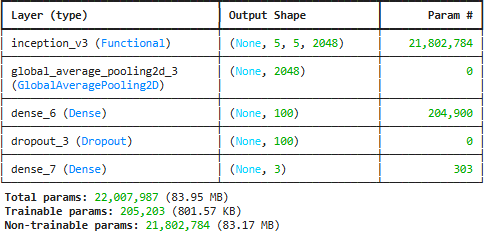 Layer (type) Output Shape Param #
inception_v3 (Functional) (None, 5, 5, 2048) 21,802,784
global_average_pooling2d_3 (None, 2048) 0
(GlobalAveragePooling2D)
dense_6 (Dense) (None, 100) 204,900
dropout_3 (Dropout) (None, 100) 0
dense_7 (Dense) (None, 3) 303
Total params: 22,007,987 (83.95 MB)
Trainable params: 205,203 (801.57 KB)
Non-trainable params: 21,802,784 (83.17 MB)